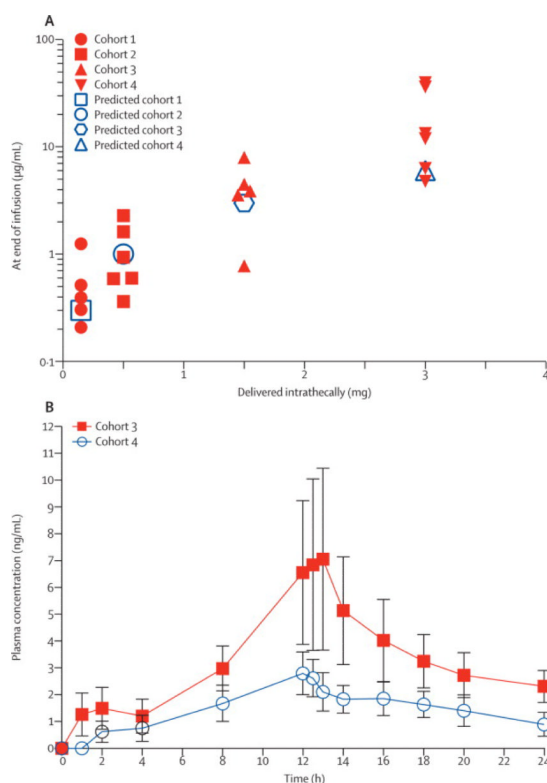 A
100
10
1
0·1
At end of infusion (µg/mL)
Cohort 1
Cohort 2
Cohort 3
Cohort 4
Predicted cohort 1
Predicted cohort 2
Predicted cohort 3
Predicted cohort 4
0 1 2 3 4
Delivered intrathecally (mg)
B
12
11
10
9
8
7
6
5
4
3
2
1
0
Plasma concentration (ng/mL)
Cohort 3
Cohort 4
0 2 4 6 8 10 12 14 16 18 20 22 24
Time (h)